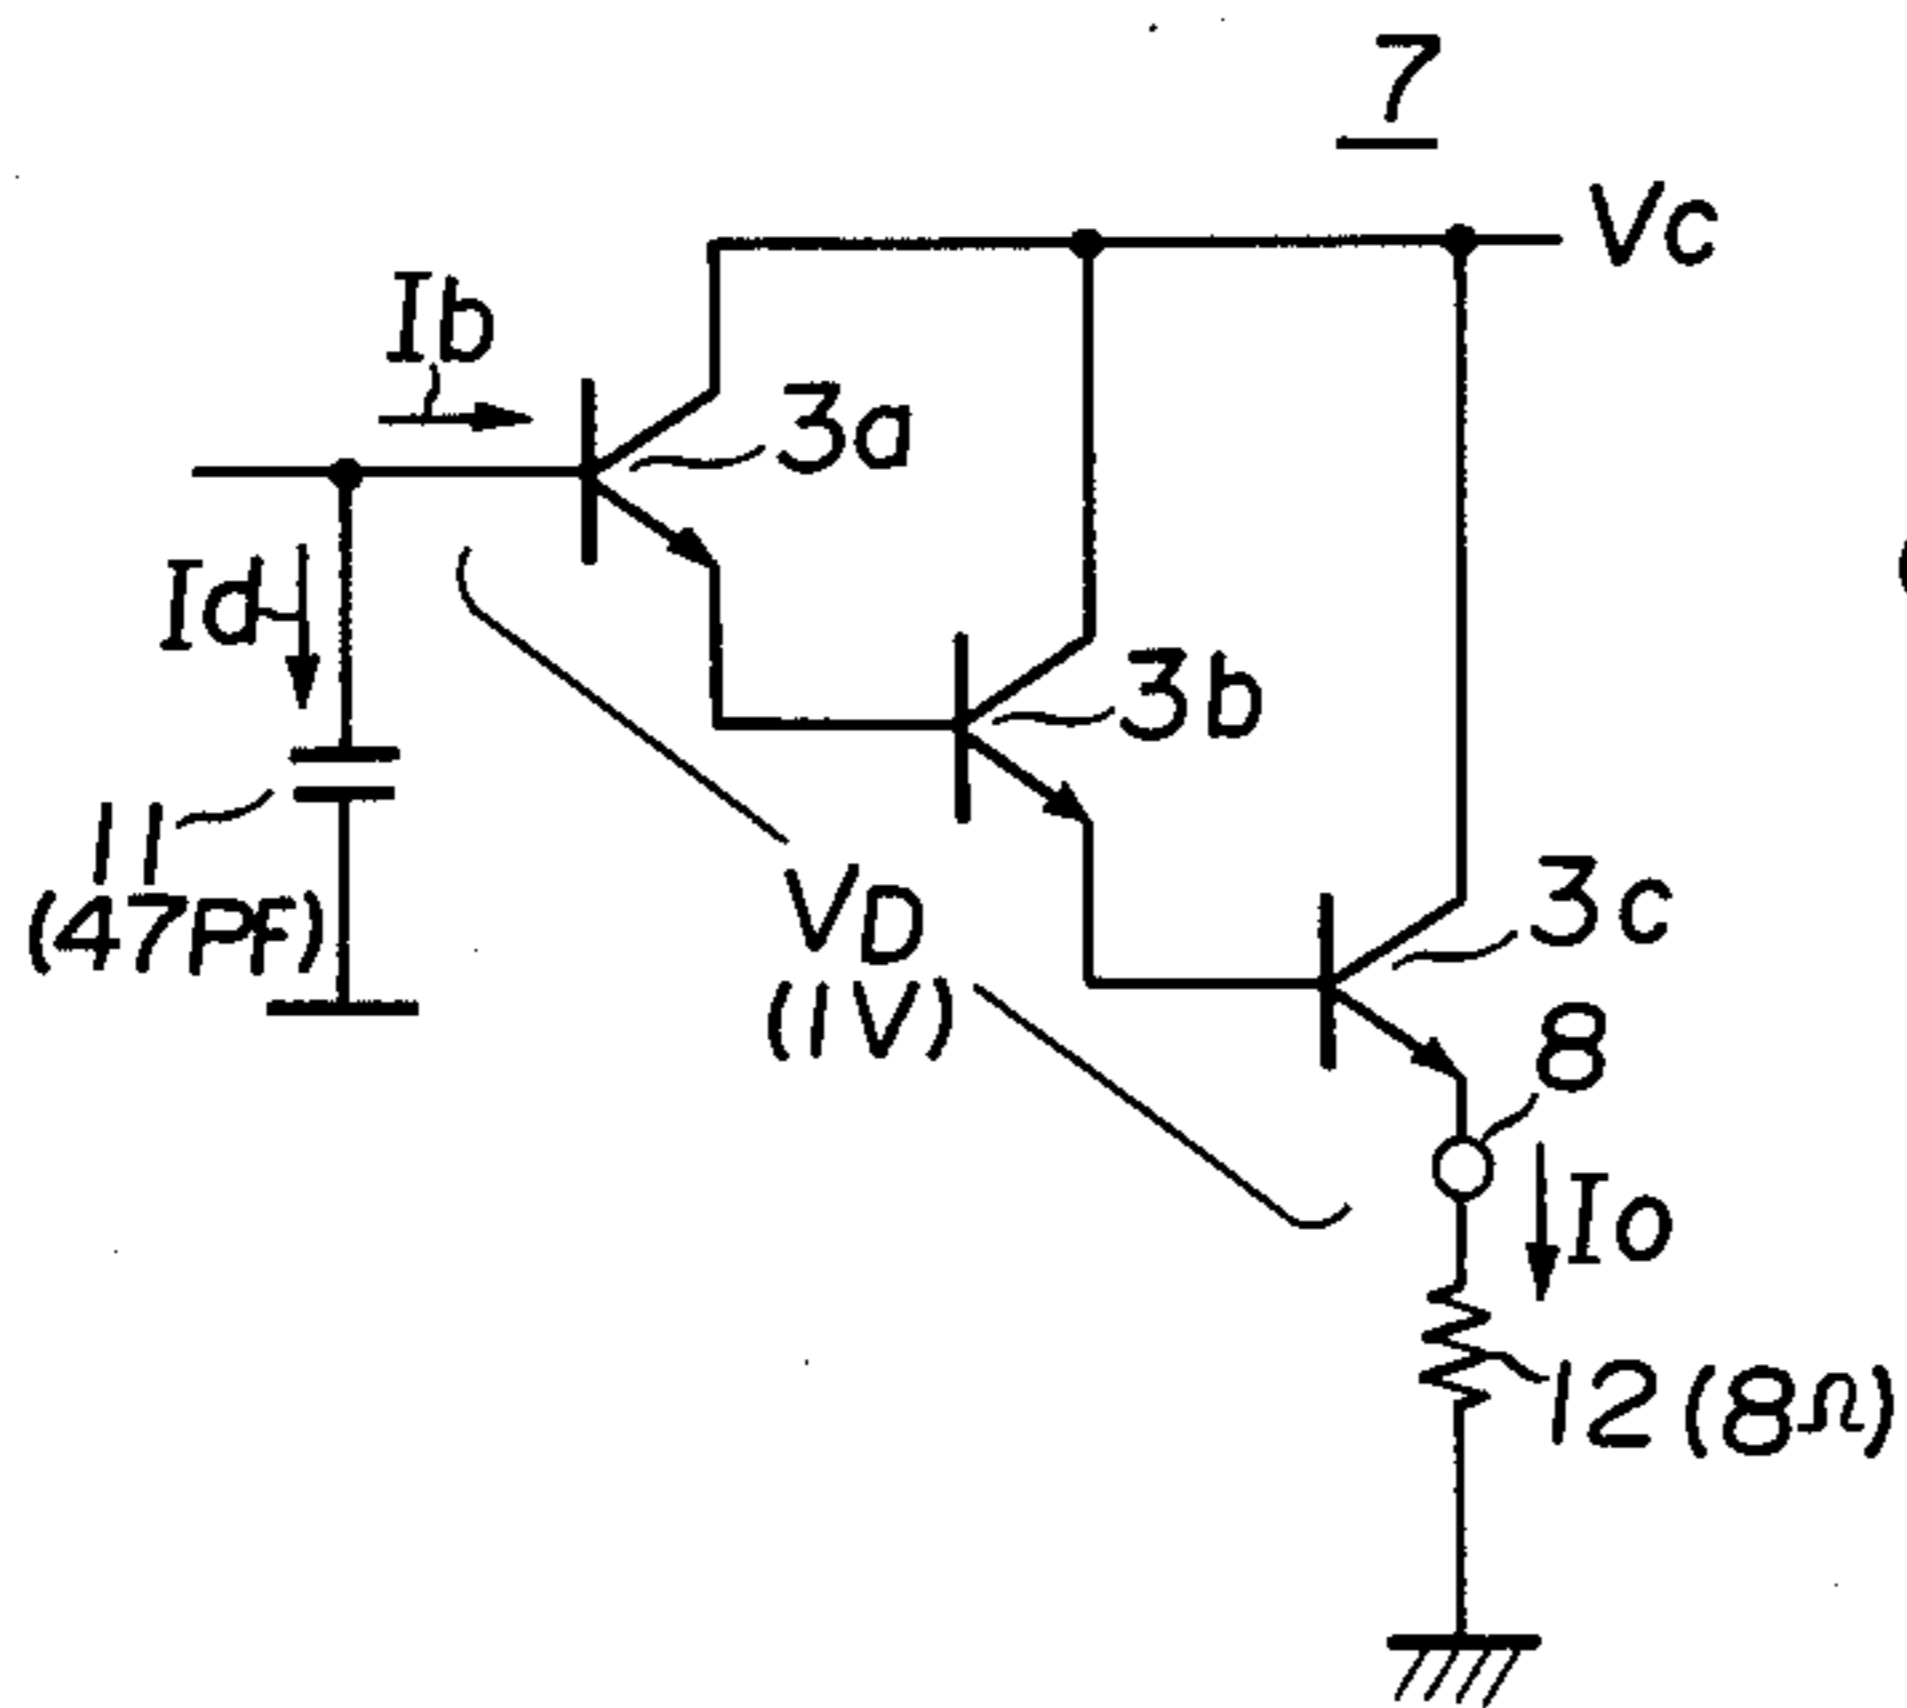 7
Vc
Ib
3a
Id
3b
11
(47PF)
VD
(1V)
3c
8
Io
12(8Ω)